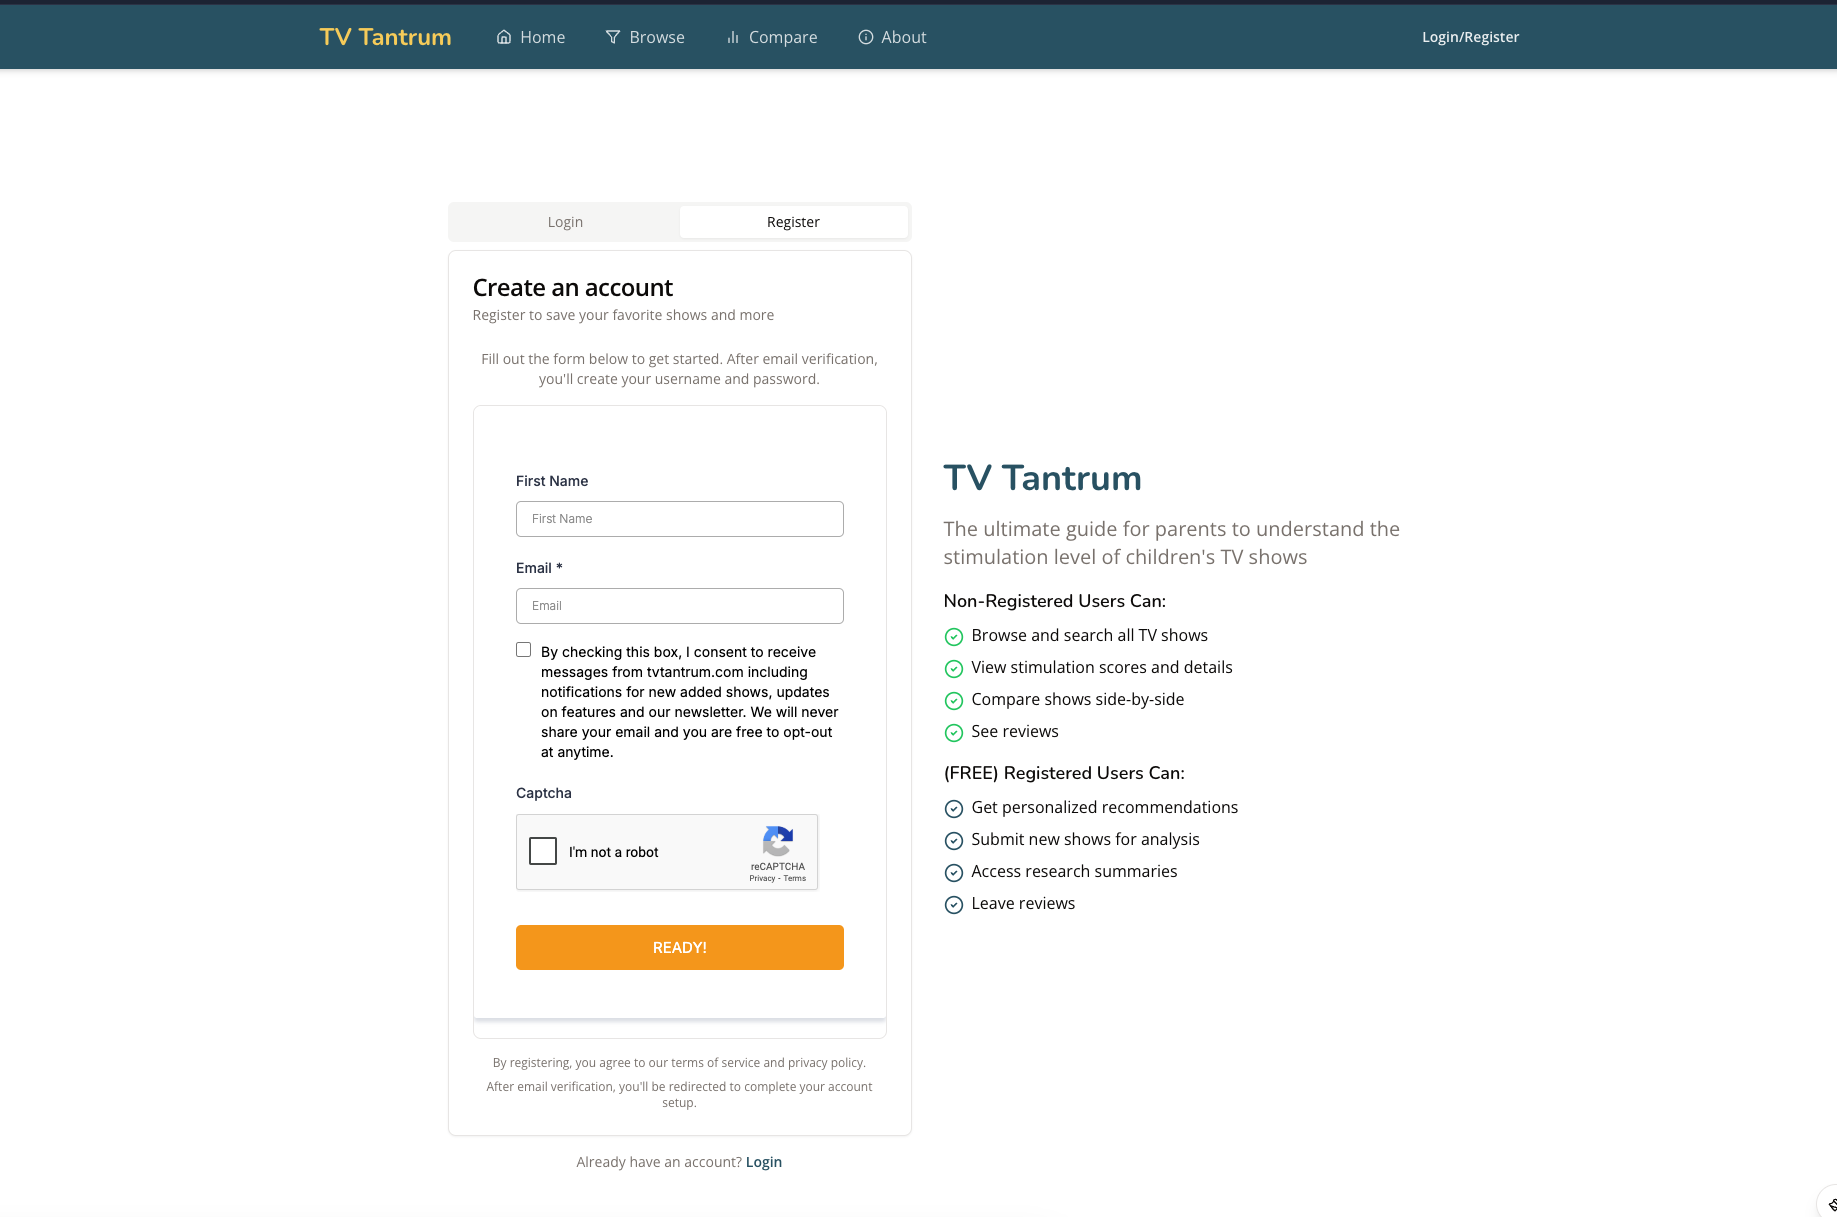 TV Tantrum
Home
Browse
Compare
About
Login/Register
Login
Register
Create an account
Register to save your favorite shows and more
Fill out the form below to get started. After email verification,
you'll create your username and password.
First Name
First Name
Email *
Email
By checking this box, I consent to receive
messages from tvtantrum.com including
notifications for new added shows, updates
on features and our newsletter. We will never
share your email and you are free to opt-out
at anytime.
Captcha
I'm not a robot
reCAPTCHA
Privacy - Terms
READY!
By registering, you agree to our terms of service and privacy policy.
After email verification, you'll be redirected to complete your account
setup.
Already have an account? Login
TV Tantrum
The ultimate guide for parents to understand the
stimulation level of children's TV shows
Non-Registered Users Can:
Browse and search all TV shows
View stimulation scores and details
Compare shows side-by-side
See reviews
(FREE) Registered Users Can:
Get personalized recommendations
Submit new shows for analysis
Access research summaries
Leave reviews